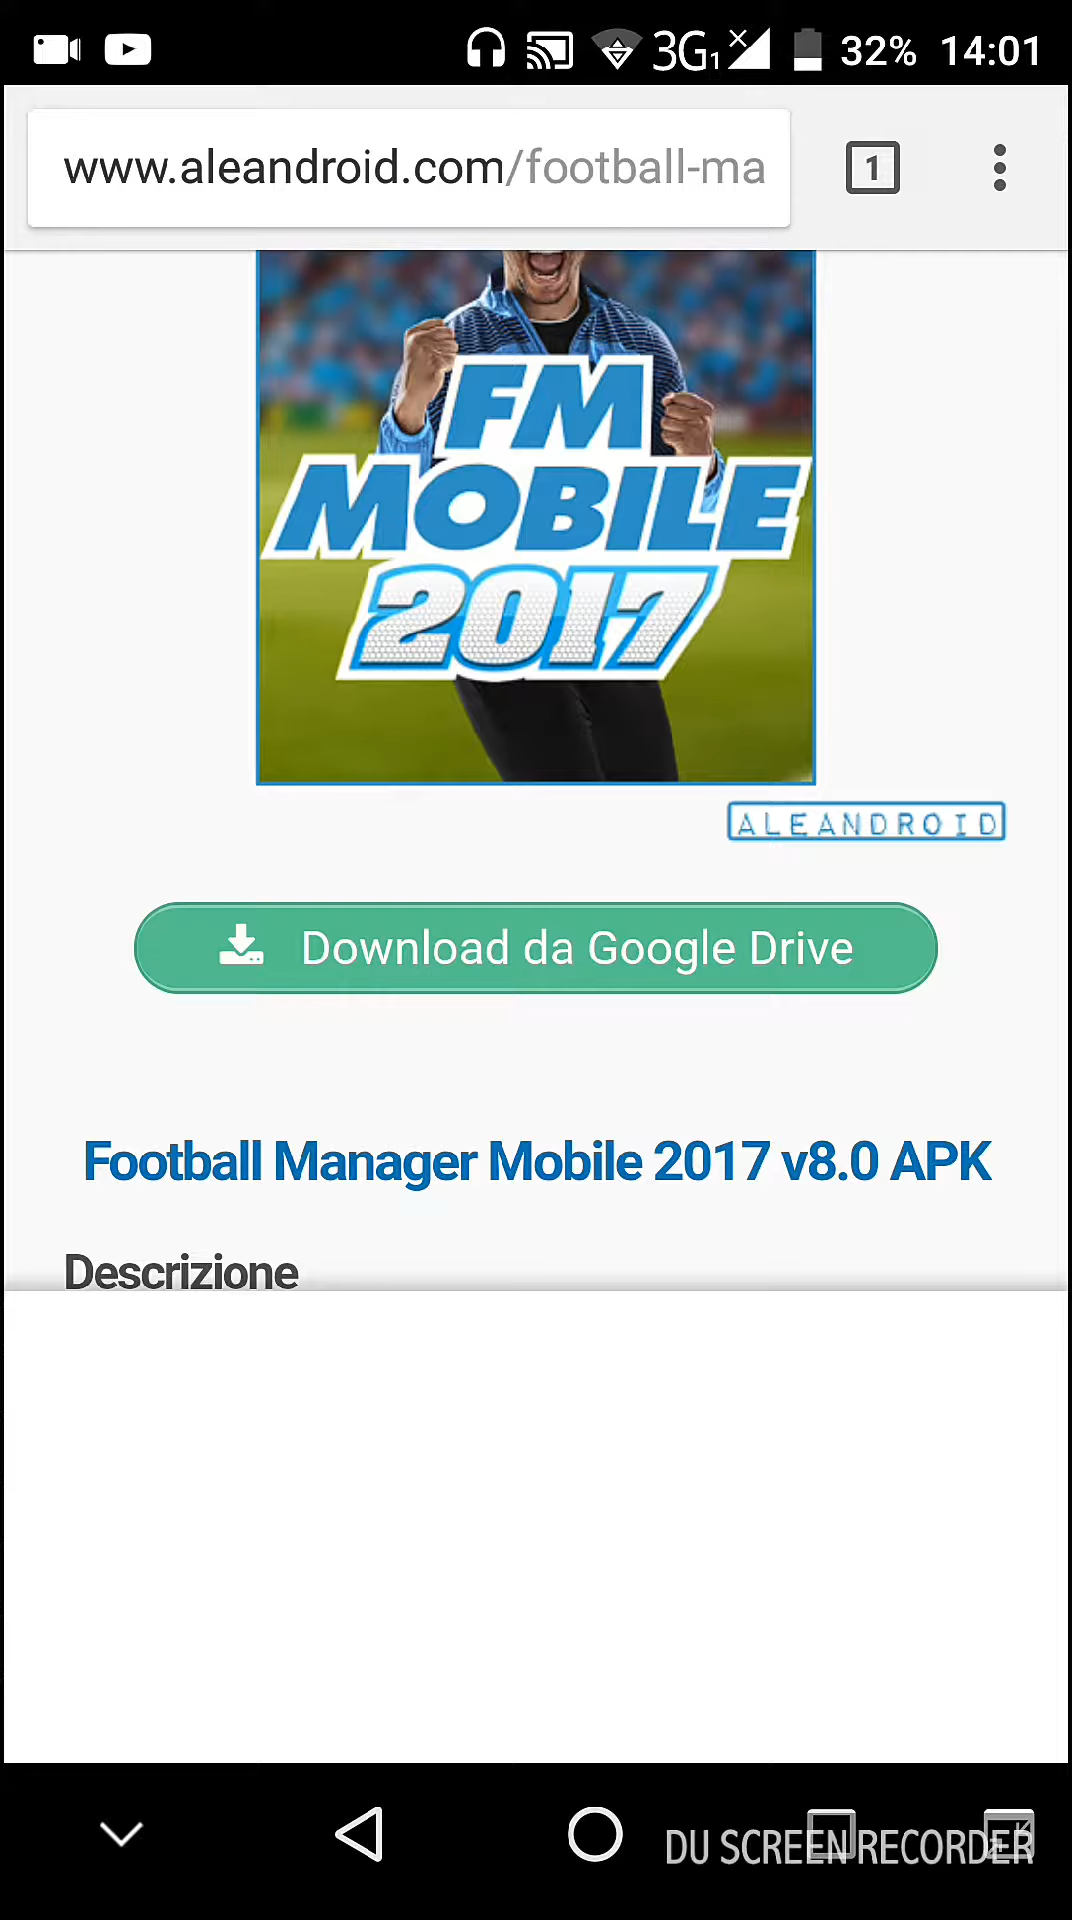 3G1 32% 14:01
www.aleandroid.com/football-ma
1
FM
MOBILE
2017
ALEANDROID
Download da Google Drive
Football Manager Mobile 2017 v8.0 APK
Descrizione
DU SCREEN RECORDER